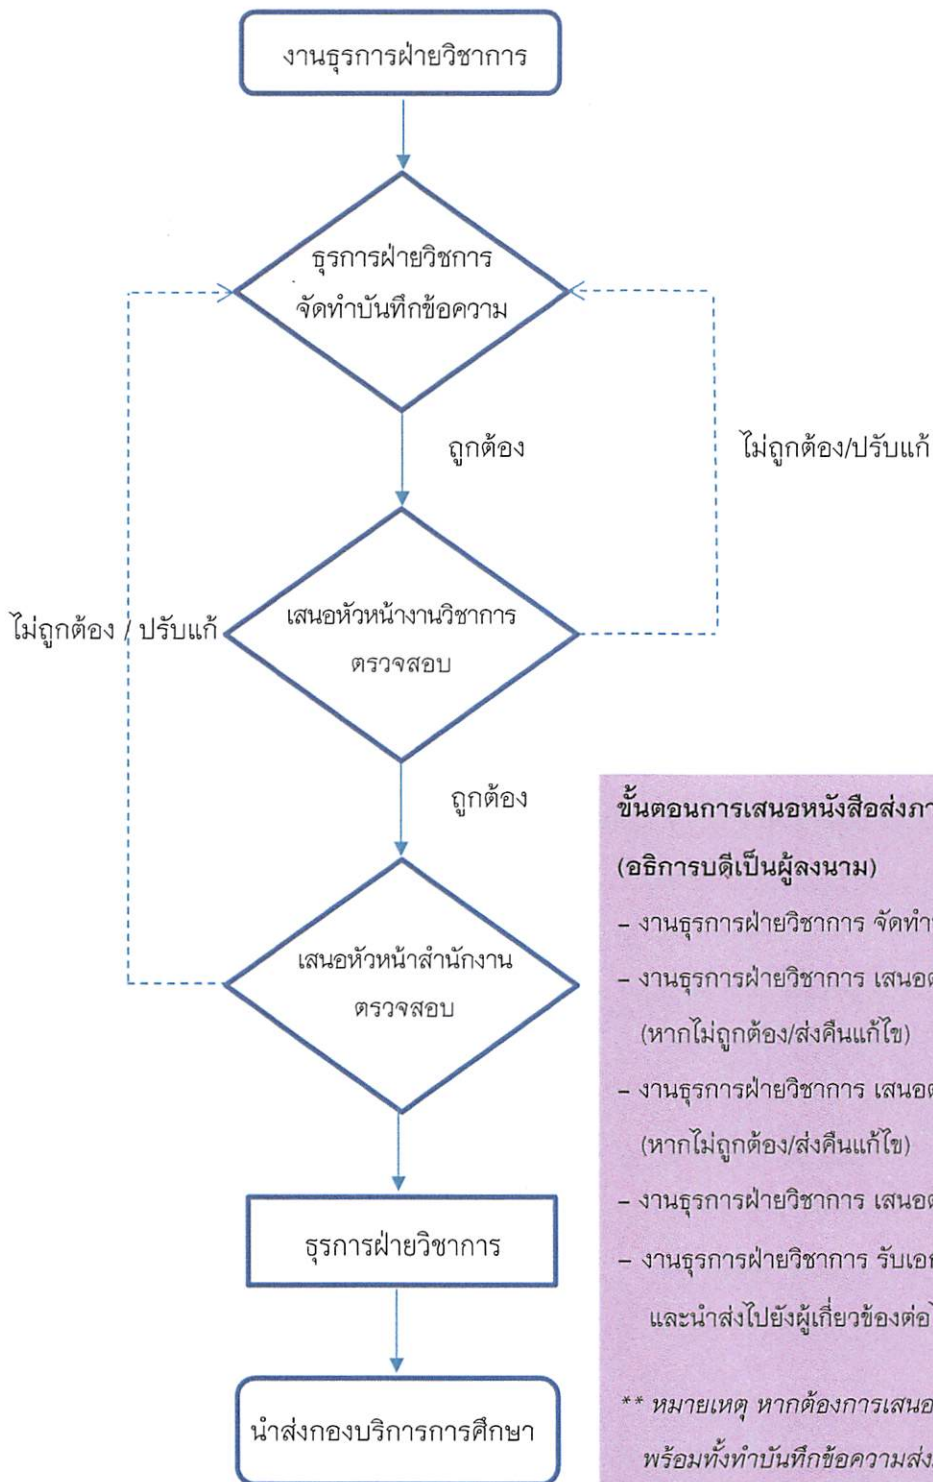 งานธุรการฝ่ายวิชาการ
ธุรการฝ่ายวิชการ
จัดทำบันทึกข้อความ
ถูกต้อง
ไม่ถูกต้อง/ปรับแก้
เสนอหัวหน้างานวิชาการ
ตรวจสอบ
ไม่ถูกต้อง / ปรับแก้
ถูกต้อง
เสนอหัวหน้าสำนักงาน
ตรวจสอบ
ธุรการฝ่ายวิชาการ
นำส่งกองบริการการศึกษา
ขั้นตอนการเสนอหนังสือส่งภา
(อธิการบดีเป็นผู้ลงนาม)
– งานธุรการฝ่ายวิชาการ จัดทำ
– งานธุรการฝ่ายวิชาการ เสนอ
(หากไม่ถูกต้อง/ส่งคืนแก้ไข)
– งานธุรการฝ่ายวิชาการ เสนอ
(หากไม่ถูกต้อง/ส่งคืนแก้ไข)
– งานธุรการฝ่ายวิชาการ เสนอ
– งานธุรการฝ่ายวิชาการ รับเอก
และนำส่งไปยังผู้เกี่ยวข้องต่อ
** หมายเหตุ หากต้องการเสนอ
พร้อมทั้งทำบันทึกข้อความส่ง